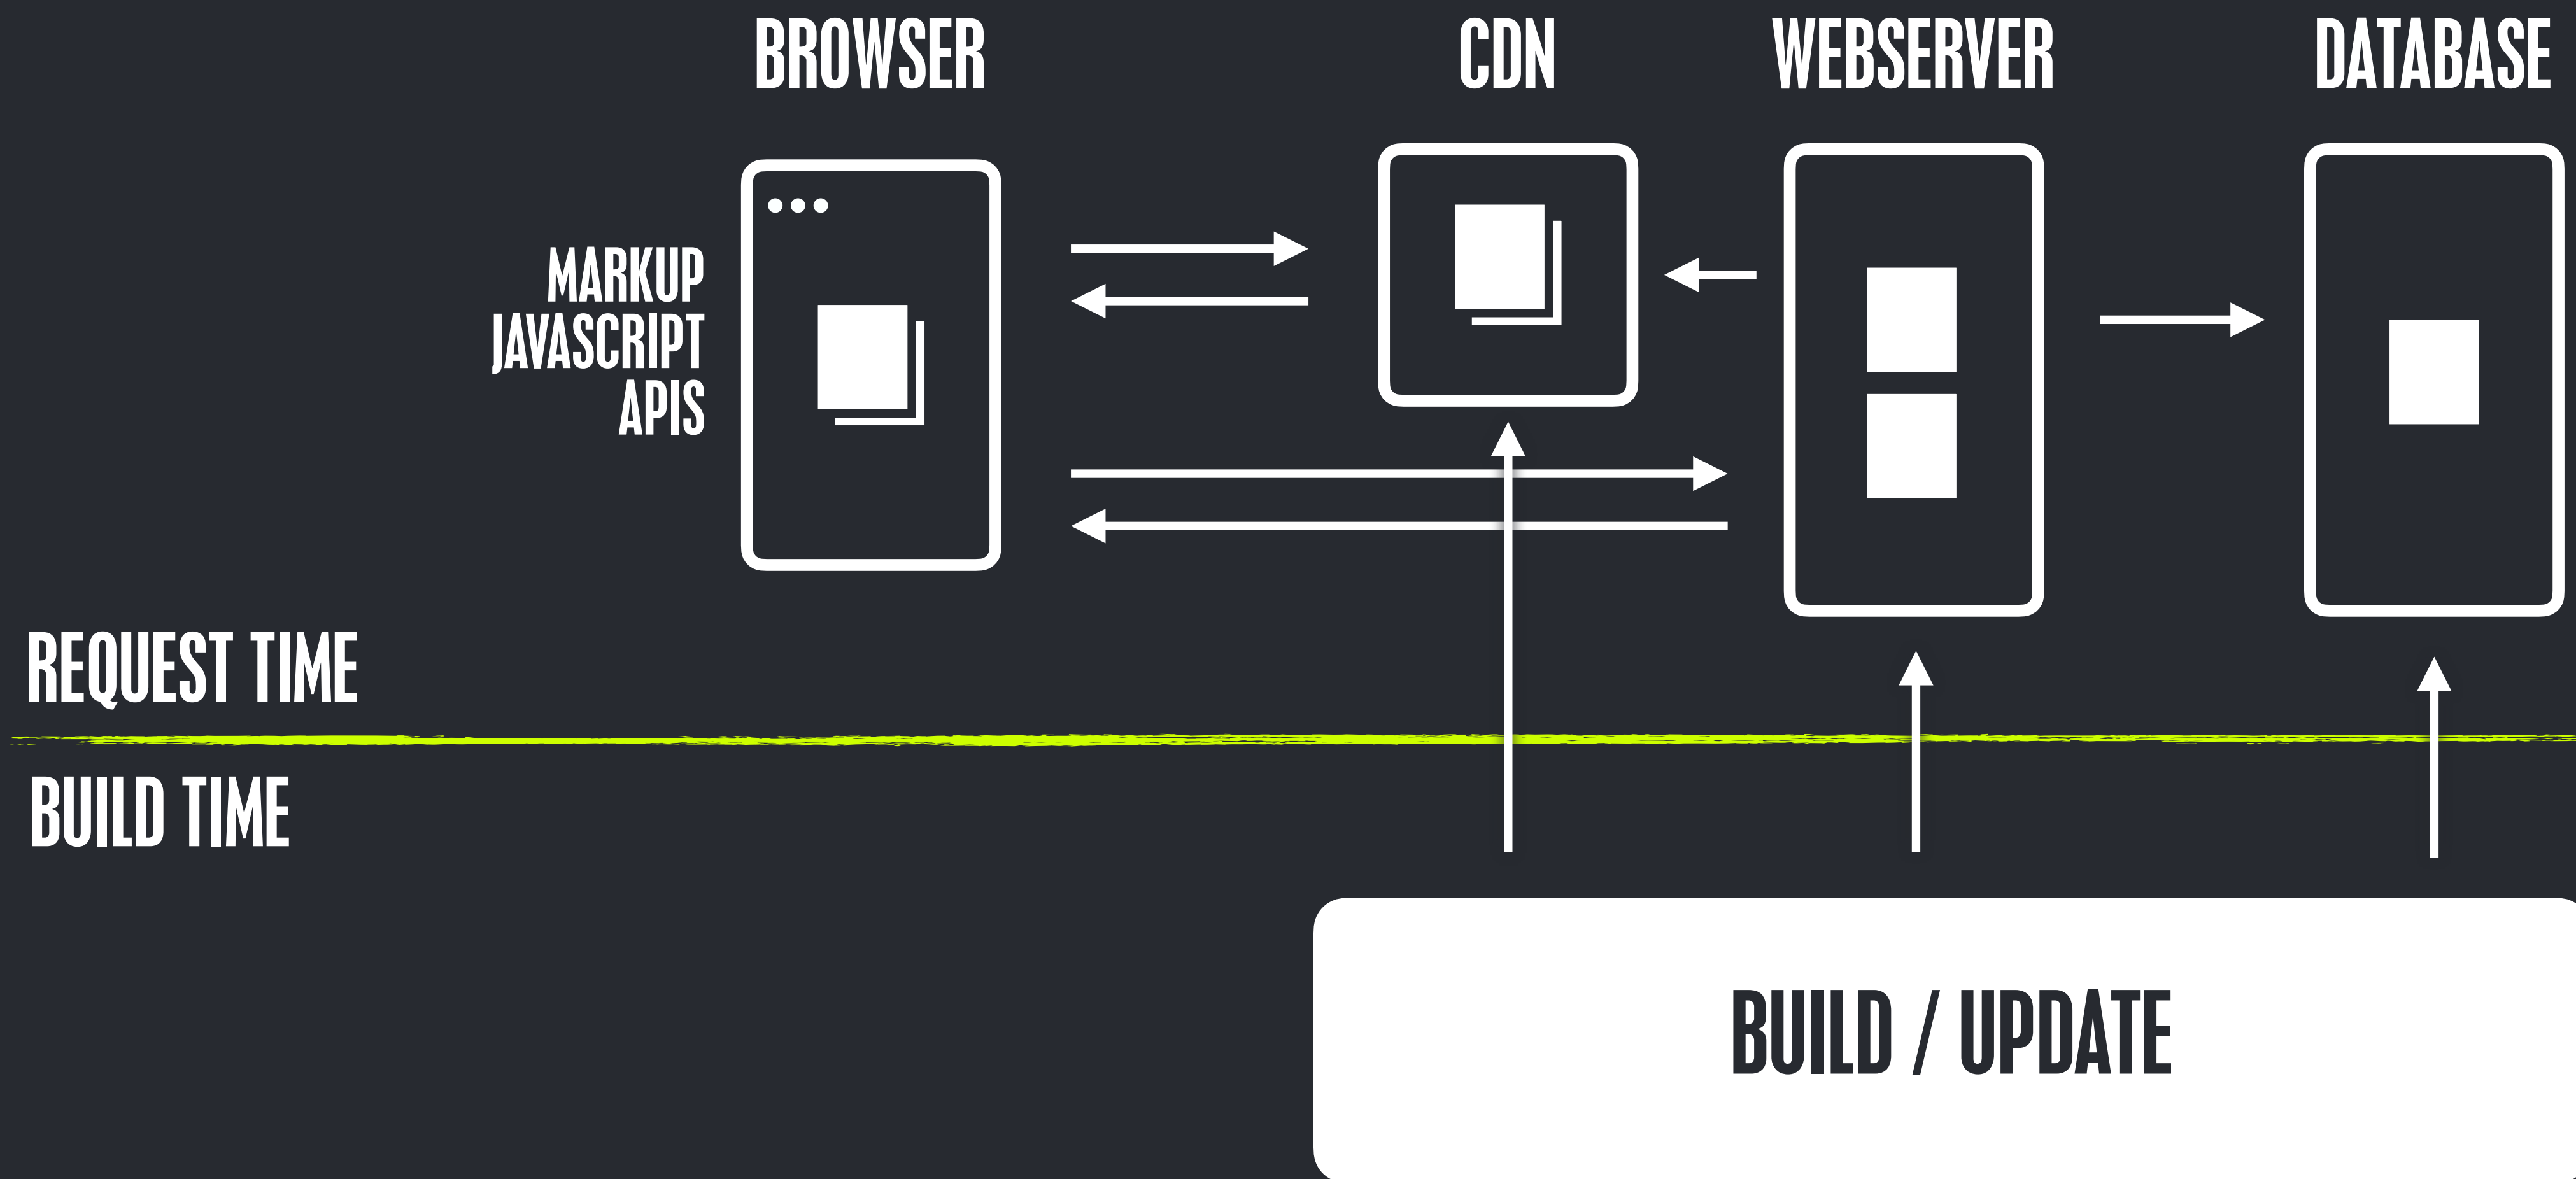 BROWSER
CDN
WEBSERVER
DATABASE
MARKUP
JAVASCRIPT
APIS
REQUEST TIME
BUILD TIME
BUILD / UPDATE